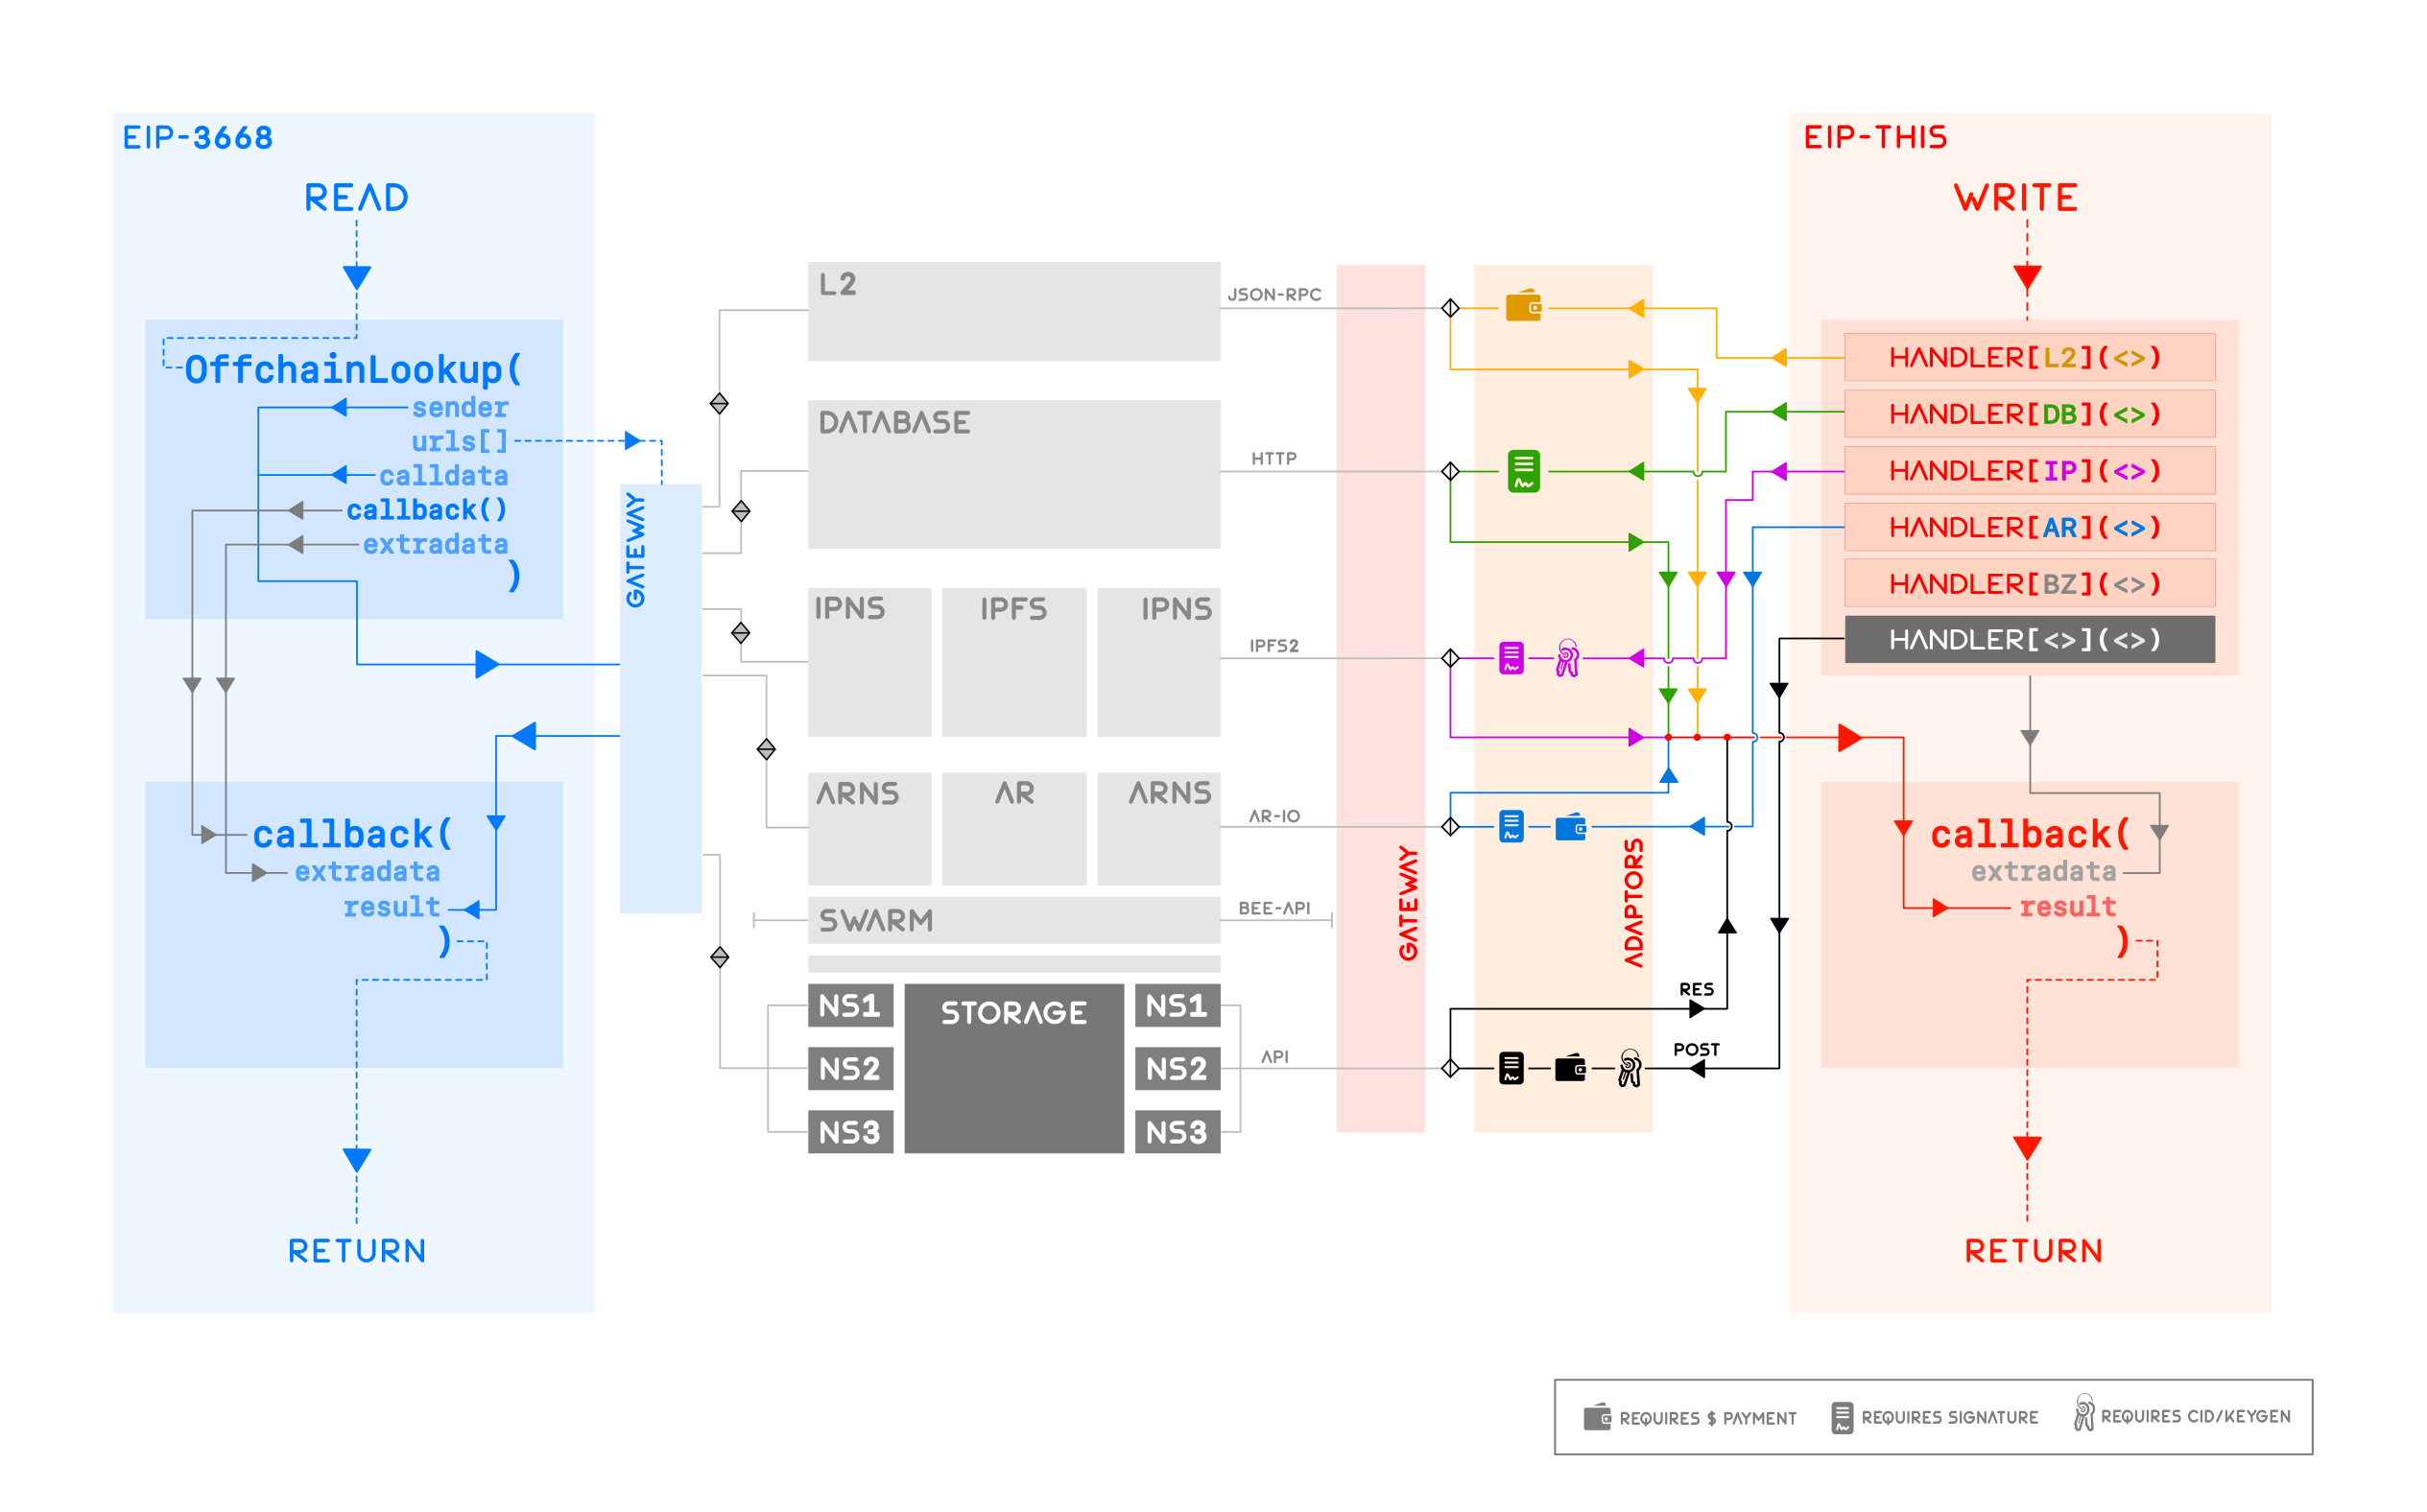 EIP-3668
READ
OffchainLookup(
sender
urls[]
calldata
callback()
extradata
)
callback(
extradata
result
)
RETURN
GATEWAY
L2
DATABASE
IPNS
IPFS
IPNS
ARNS
AR
ARNS
SWARM
NS1
NS2
NS3
STORAGE
NS1
NS2
NS3
JSON-RPC
HTTP
IPFS2
AR-IO
BEE-API
API
GATEWAY
ADAPTORS
RES
POST
EIP-THIS
WRITE
HANDLER[L2](<>)
HANDLER[DB](<>)
HANDLER[IP](<>)
HANDLER[AR](<>)
HANDLER[BZ](<>)
HANDLER[<>](<>)
callback(
extradata
result
)
RETURN
REQUIRES $ PAYMENT
REQUIRES SIGNATURE
REQUIRES CID/KEYGEN